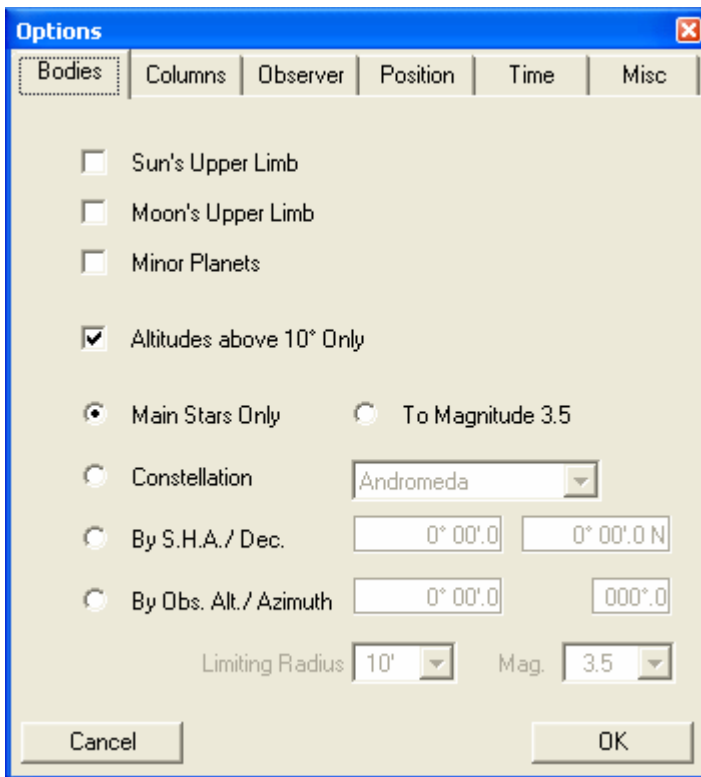 Options
Bodies Columns Observer Position Time Misc
Sun's Upper Limb
Moon's Upper Limb
Minor Planets
Altitudes above 10° Only
Main Stars Only To Magnitude 3.5
Constellation Andromeda
By S.H.A./ Dec. 0° 00'.0 0° 00'.0 N
By Obs. Alt./ Azimuth 0° 00'.0 000°.0
Limiting Radius 10' Mag. 3.5
Cancel OK